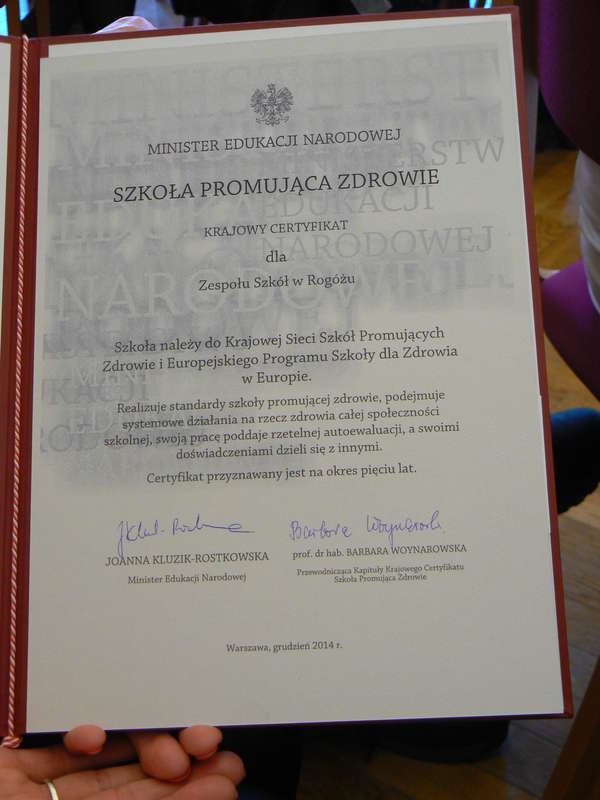 MINISTER EDUKACJI NARODOWEJ
SZKOŁA PROMUJĄCA ZDROWIE
KRAJOWY CERTYFIKAT
dla
Zespołu Szkół w Rogóżu
Szkoła należy do Krajowej Sieci Szkół Promujących
Zdrowie i Europejskiego Programu Szkoły dla Zdrowia
w Europie.
Realizuje standardy szkoły promującej zdrowie, podejmuje
systemowe działania na rzecz zdrowia całej społeczności
szkolnej, swoją pracę poddaje rzetelnej autoewaluacji, a swoimi
doświadczeniami dzieli się z innymi.
Certyfikat przyznawany jest na okres pięciu lat.
Barbara Woynarowska
JOANNA KLUZIK-ROSTKOWSKA
Minister Edukacji Narodowej
prof. dr hab. BARBARA WOYNAROWSKA
Przewodnicząca Kapituły Krajowego Certyfikatu
Szkoła Promująca Zdrowie
Warszawa, grudzień 2014 r.